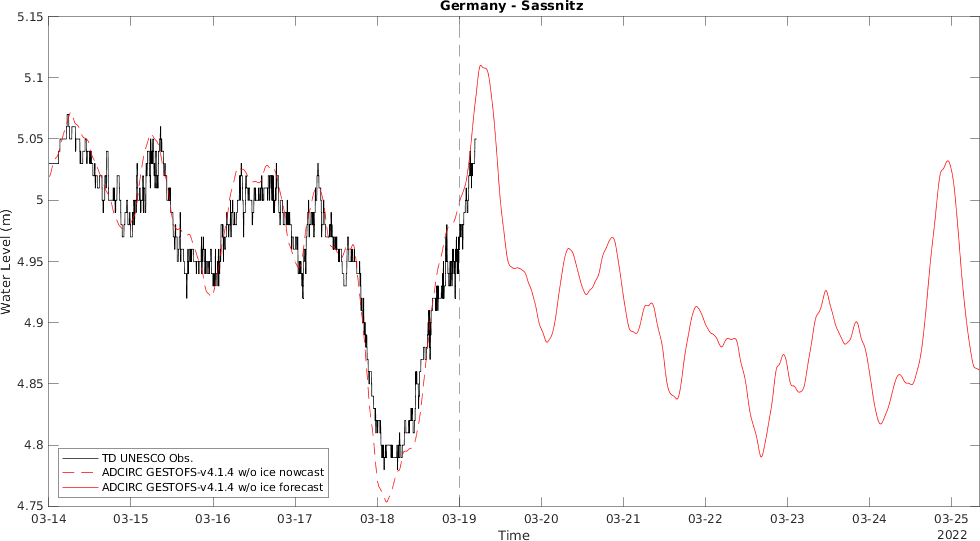 Germany - Sassnitz
5.15
5.1
5.05
5
4.95
4.9
4.85
4.8
4.75
Water Level (m)
TD UNESCO Obs.
ADCIRC GESTOFS-v4.1.4 w/o ice nowcast
ADCIRC GESTOFS-v4.1.4 w/o ice forecast
03-14 03-15 03-16 03-17 03-18 03-19 03-20 03-21 03-22 03-23 03-24 03-25
Time
2022